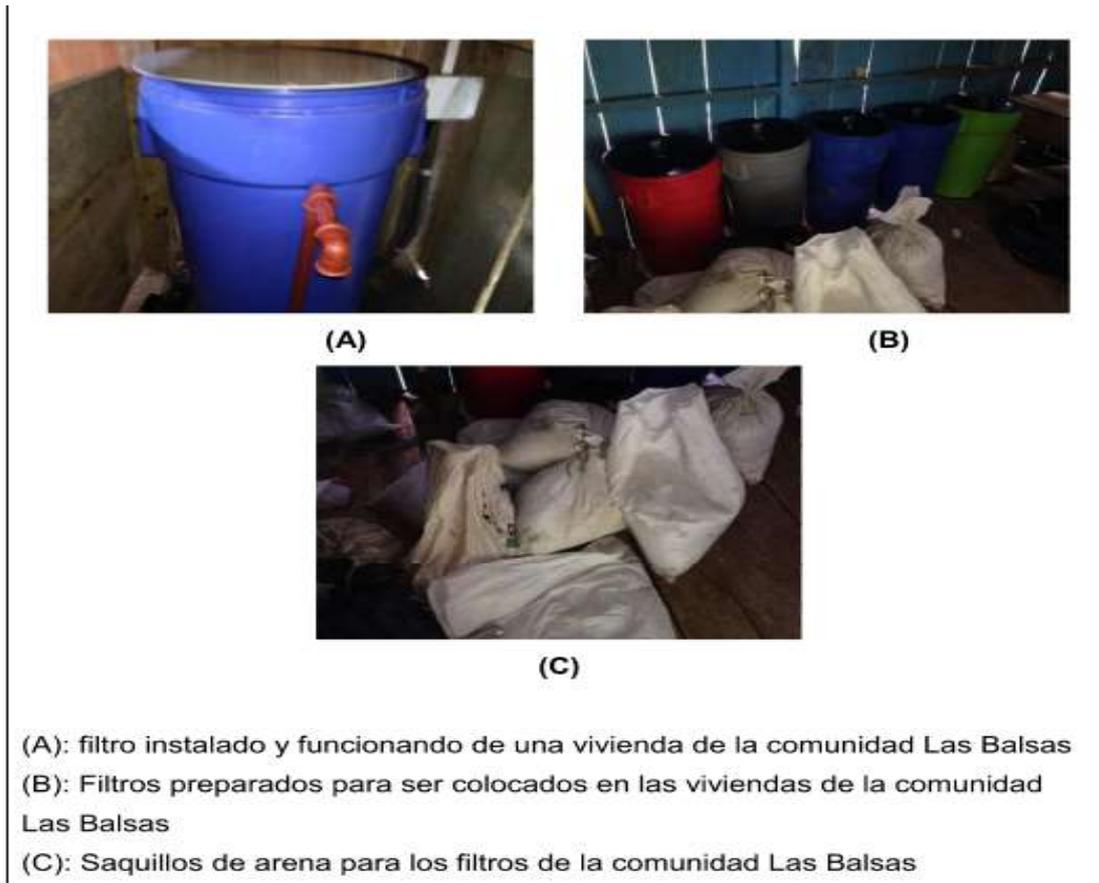 (A)
(B)
(C)
(A): filtro instalado y funcionando de una vivienda de la comunidad Las Balsas
(B): Filtros preparados para ser colocados en las viviendas de la comunidad
Las Balsas
(C): Saquillos de arena para los filtros de la comunidad Las Balsas